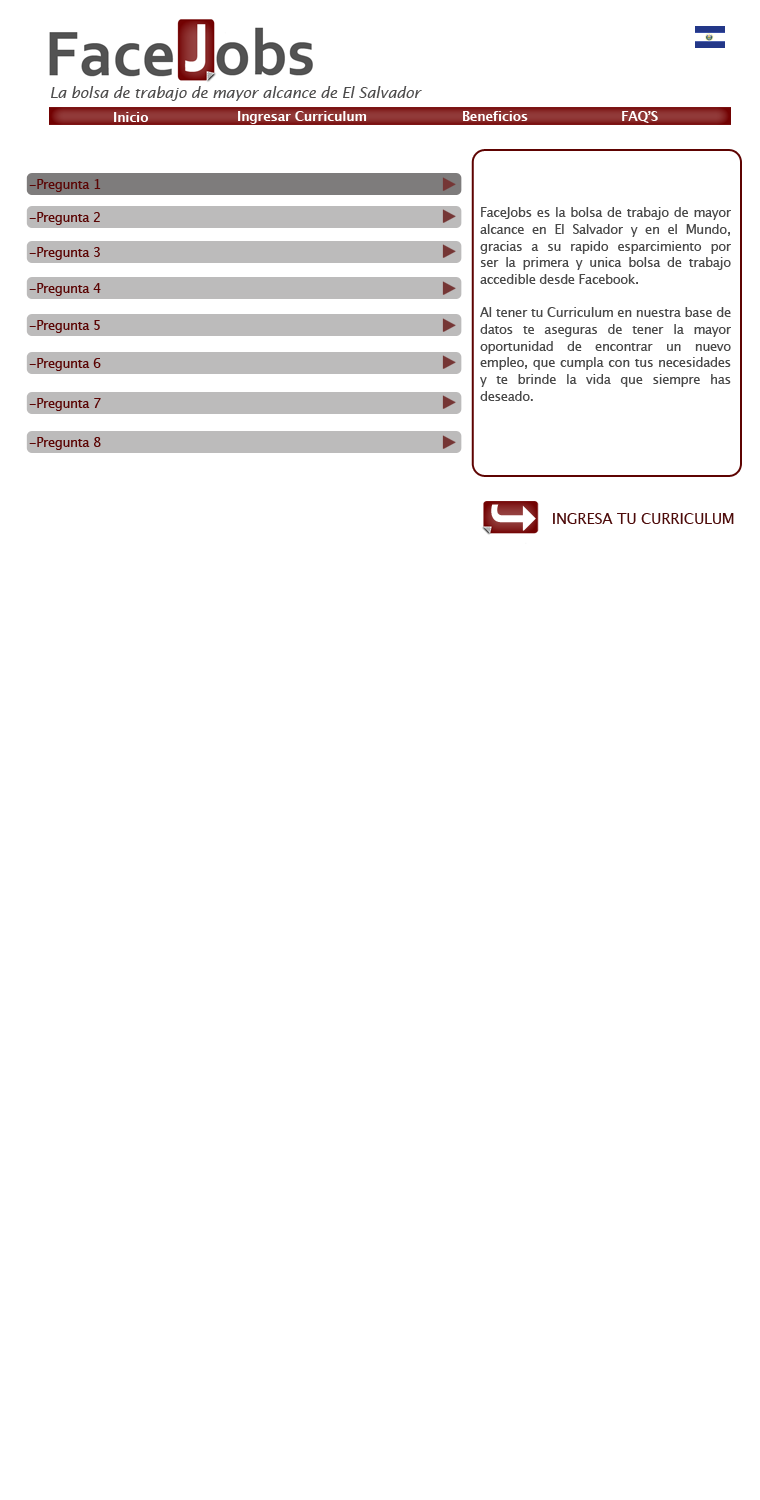 FaceJobs
La bolsa de trabajo de mayor alcance de El Salvador
Inicio Ingresar Curriculum Beneficios FAQ'S
-Pregunta 1
-Pregunta 2
-Pregunta 3
-Pregunta 4
-Pregunta 5
-Pregunta 6
-Pregunta 7
-Pregunta 8
FaceJobs es la bolsa de trabajo de mayor
alcance en El Salvador y en el Mundo,
gracias a su rapido esparcimiento por
ser la primera y unica bolsa de trabajo
accedible desde Facebook.
Al tener tu Curriculum en nuestra base de
datos te aseguras de tener la mayor
oportunidad de encontrar un nuevo
empleo, que cumpla con tus necesidades
y te brinde la vida que siempre has
deseado.
INGRESA TU CURRICULUM